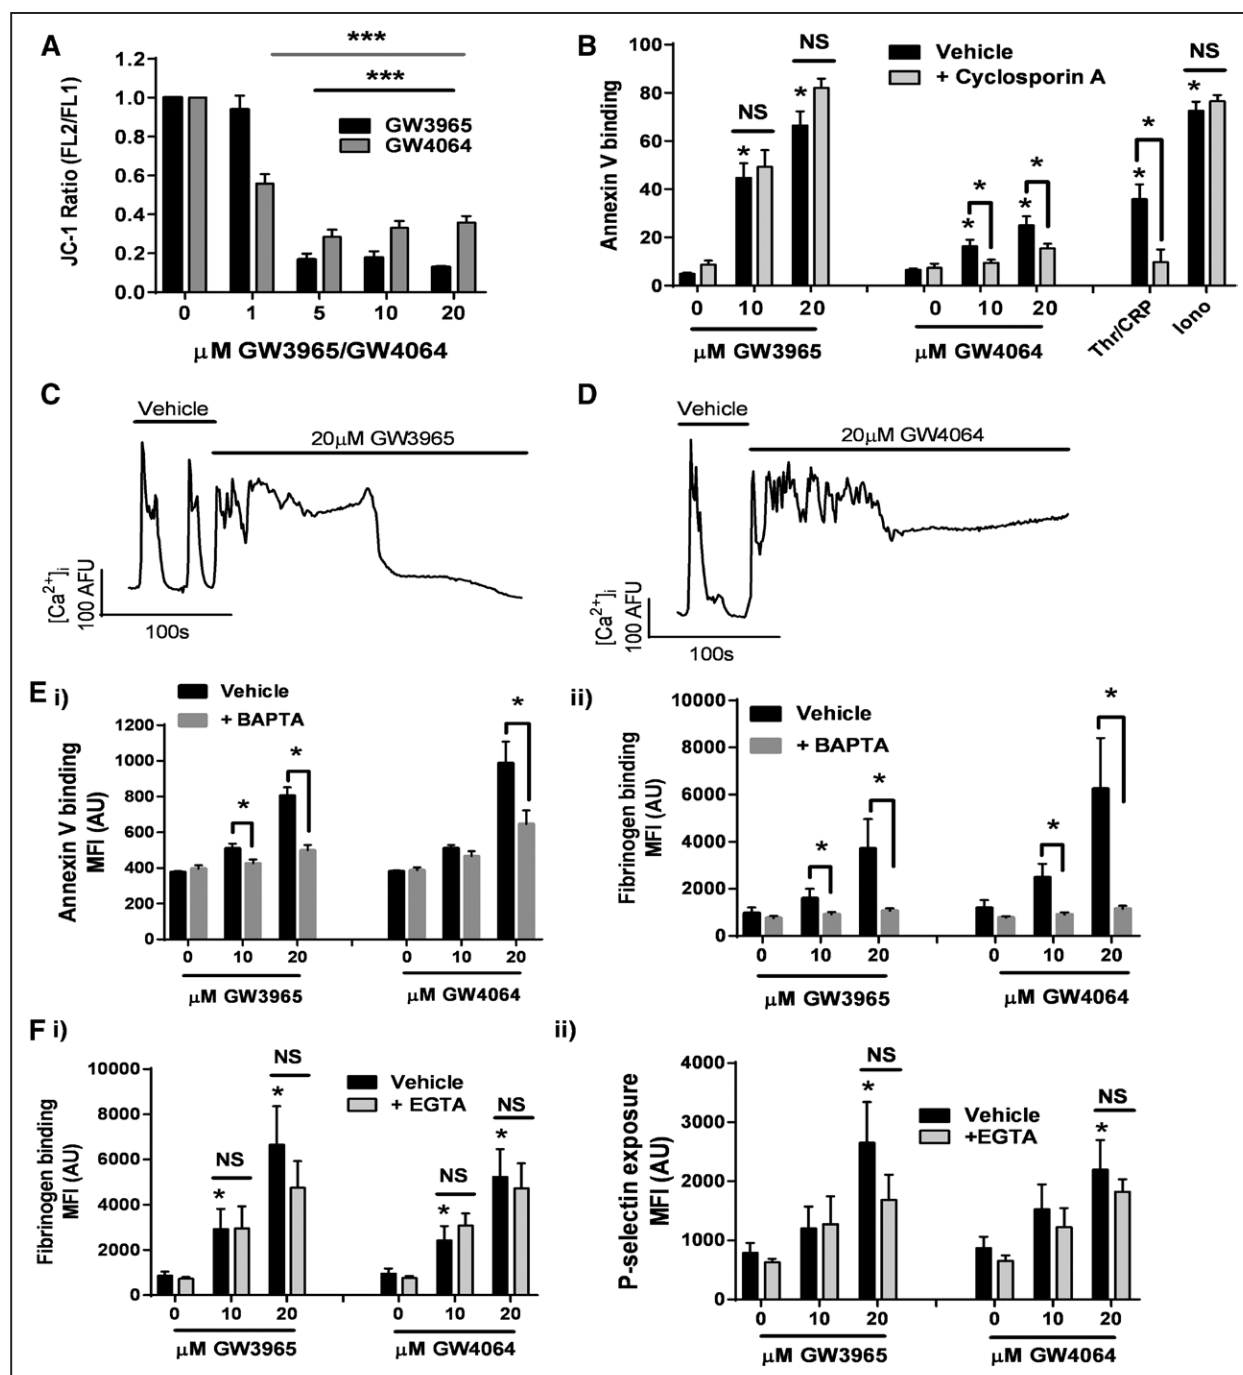 A
***
***
1.2
1.0
0.8
0.6
0.4
0.2
0.0
JC-1 Ratio (FL2/FL1)
GW3965
GW4064
0 1 5 10 20
μM GW3965/GW4064
B
NS
Vehicle
+ Cyclosporin A
NS
100
80
60
40
20
0
Annexin V binding
*
NS
*
*
*
*
*
*
*
*
0 10 20 0 10 20 Thr/CRP Iono
μM GW3965 μM GW4064
C
Vehicle
20μM GW3965
[Ca2+]i
100 AFU
100s
D
Vehicle
20μM GW4064
[Ca2+]i
100 AFU
100s
E i)
Vehicle
+ BAPTA
1200
1000
800
600
400
200
0
Annexin V binding
MFI (AU)
*
*
*
0 10 20 0 10 20
μM GW3965 μM GW4064
ii)
Vehicle
+ BAPTA
10000
8000
6000
4000
2000
0
Fibrinogen binding
MFI (AU)
*
*
*
*
0 10 20 0 10 20
μM GW3965 μM GW4064
F i)
NS
Vehicle
+ EGTA
10000
8000
6000
4000
2000
0
Fibrinogen binding
MFI (AU)
*
NS
*
NS
*
NS
*
0 10 20 0 10 20
μM GW3965 μM GW4064
ii)
NS
Vehicle
+EGTA
4000
3000
2000
1000
0
P-selectin exposure
MFI (AU)
*
NS
*
0 10 20 0 10 20
μM GW3965 μM GW4064